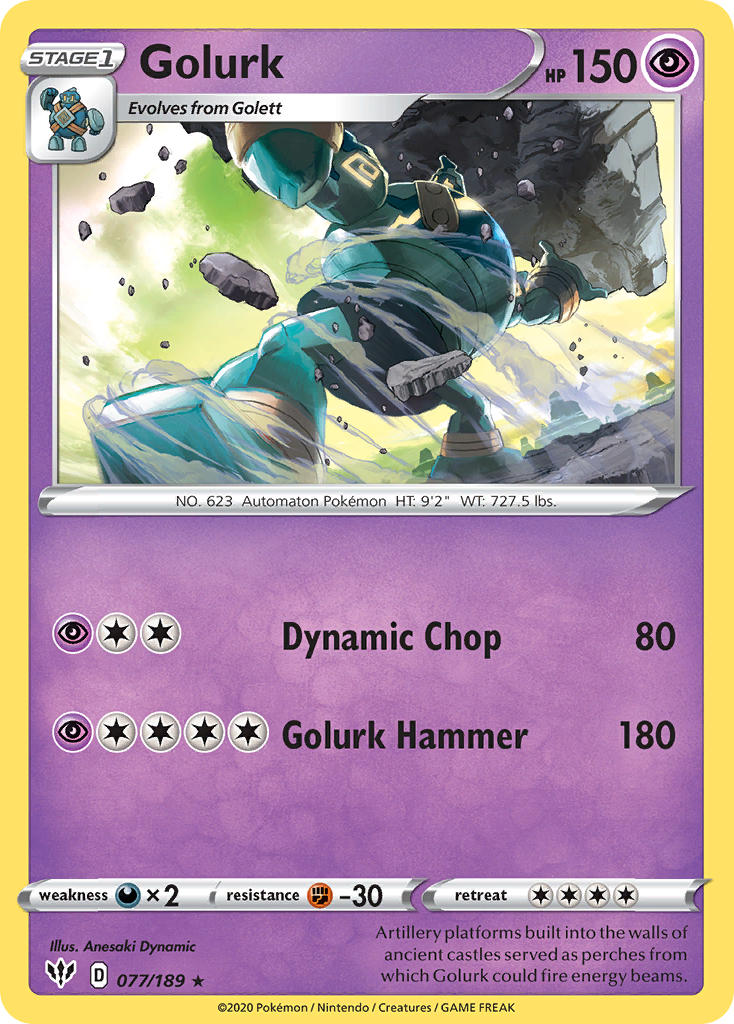 STAGE 1
Golurk
HP 150
Evolves from Golett
NO. 623 Automaton Pokémon HT: 9'2" WT: 727.5 lbs.
Dynamic Chop 80
Golurk Hammer 180
weakness ×2 resistance -30 retreat
Illus. Anesaki Dynamic
Artillery platforms built into the walls of
ancient castles served as perches from
which Golurk could fire energy beams.
D 077/189 ★
©2020 Pokémon / Nintendo / Creatures / GAME FREAK